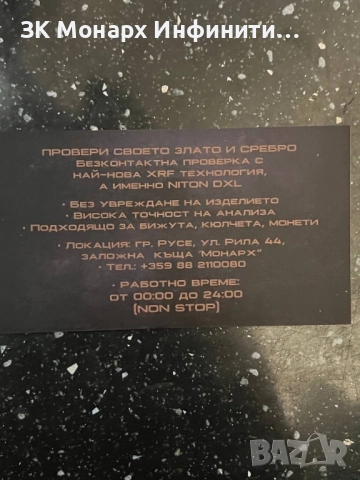 ЗК Монарх Инфинити...
ПРОВЕРИ СВОЕТО ЗЛАТО И СРЕБРО
БЕЗКОНТАКТНА ПРОВЕРКА С
НАЙ-НОВА XRF ТЕХНОЛОГИЯ,
А ИМЕННО NITON DXL
• БЕЗ УВРЕЖДАНЕ НА ИЗДЕЛИЕТО
• ВИСОКА ТОЧНОСТ НА АНАЛИЗА
• ПОДХОДЯЩО ЗА БИЖУТА, КЮЛЧЕТА, МОНЕТИ
• ЛОКАЦИЯ: ГР. РУСЕ, УЛ. РИЛА 44,
ЗАЛОЖНА КЪЩА "МОНАРХ"
• ТЕЛ.: +359 88 2110080
• РАБОТНО ВРЕМЕ:
ОТ 00:00 ДО 24:00
(NON STOP)
BAZAR